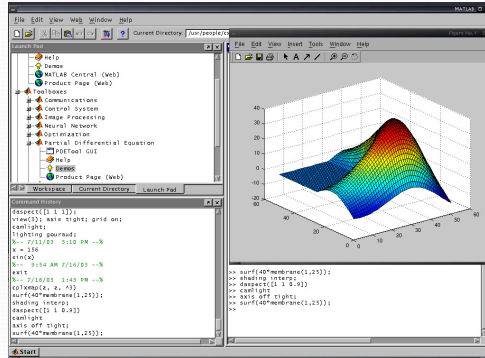 MATLAB
File Edit View Web Window Help
Current Directory: /usr/people/cs
Launch Pad
Help
Demos
MATLAB Central (Web)
Product Page (Web)
Toolboxes
Communications
Control System
Image Processing
Neural Network
Optimization
Partial Differential Equation
PDETool GUI
Help
Demos
Product Page (Web)
Workspace Current Directory Launch Pad
Command History
daspect([1 1 1]);
view(3); axis tight; grid on;
camlight;
lighting gouraud;
%-- 7/11/03 5:10 PM --%
x = 156
sin(x)
%-- 9:54 AM 7/16/03 --%
exit
%-- 7/16/03 1:43 PM --%
cplxmap(z, z, ^3)
surf(40*membrane(1,25));
shading interp;
daspect([1 1 0.9])
camlight
axis off tight;
surf(40*membrane(1,25));
Start
File Edit View Insert Tools Window Help
40
30
20
10
0
-10
-20
60
40
20
0
0
10
20
30
40
50
60
>> surf(40*membrane(1,25));
>> shading interp;
>> daspect([1 1 0.9])
>> camlight
>> axis off tight;
>> surf(40*membrane(1,25));
>>